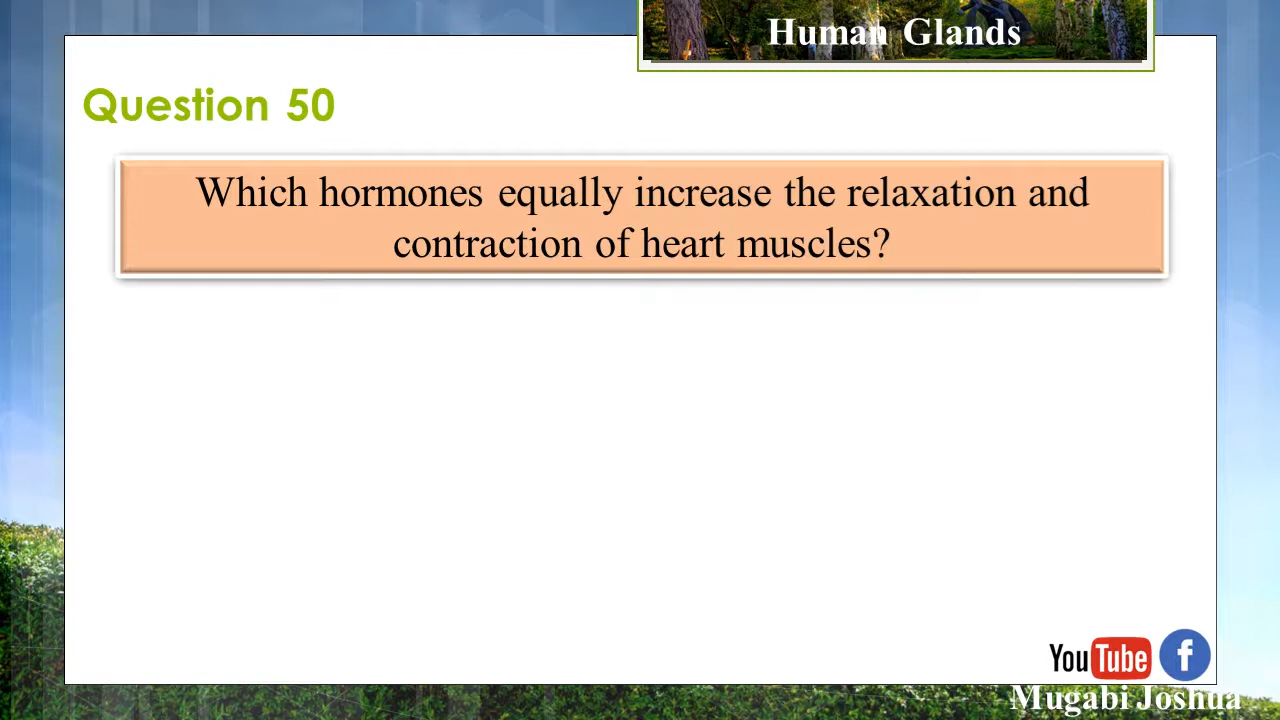 Human Glands
Question 50
Which hormones equally increase the relaxation and
contraction of heart muscles?
YouTube f
Mugabi Joshua